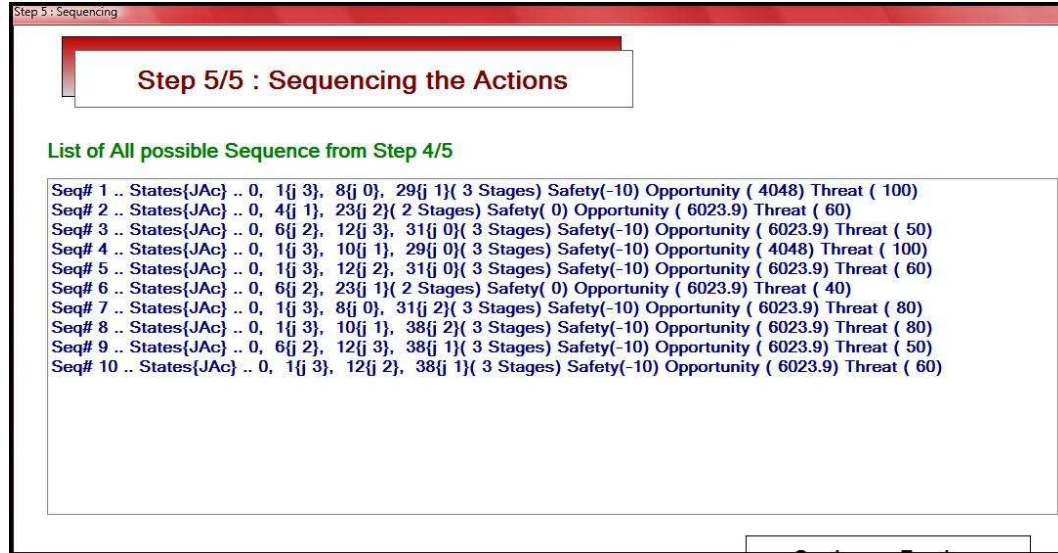 Step 5 : Sequencing
Step 5/5 : Sequencing the Actions
List of All possible Sequence from Step 4/5
Seq# 1 .. States{JAc} .. 0, 1{j 3}, 8{j 0}, 29{j 1}( 3 Stages) Safety(-10) Opportunity ( 4048) Threat ( 100)
Seq# 2 .. States{JAc} .. 0, 4{j 1}, 23{j 2}( 2 Stages) Safety( 0) Opportunity ( 6023.9) Threat ( 60)
Seq# 3 .. States{JAc} .. 0, 6{j 2}, 12{j 3}, 31{j 0}( 3 Stages) Safety(-10) Opportunity ( 6023.9) Threat ( 50)
Seq# 4 .. States{JAc} .. 0, 1{j 3}, 10{j 1}, 29{j 0}( 3 Stages) Safety(-10) Opportunity ( 4048) Threat ( 100)
Seq# 5 .. States{JAc} .. 0, 1{j 3}, 12{j 2}, 31{j 0}( 3 Stages) Safety(-10) Opportunity ( 6023.9) Threat ( 60)
Seq# 6 .. States{JAc} .. 0, 6{j 2}, 23{j 1}( 2 Stages) Safety( 0) Opportunity ( 6023.9) Threat ( 40)
Seq# 7 .. States{JAc} .. 0, 1{j 3}, 8{j 0}, 31{j 2}( 3 Stages) Safety(-10) Opportunity ( 6023.9) Threat ( 80)
Seq# 8 .. States{JAc} .. 0, 1{j 3}, 10{j 1}, 38{j 2}( 3 Stages) Safety(-10) Opportunity ( 6023.9) Threat ( 80)
Seq# 9 .. States{JAc} .. 0, 6{j 2}, 12{j 3}, 38{j 1}( 3 Stages) Safety(-10) Opportunity ( 6023.9) Threat ( 50)
Seq# 10 .. States{JAc} .. 0, 1{j 3}, 12{j 2}, 38{j 1}( 3 Stages) Safety(-10) Opportunity ( 6023.9) Threat ( 60)